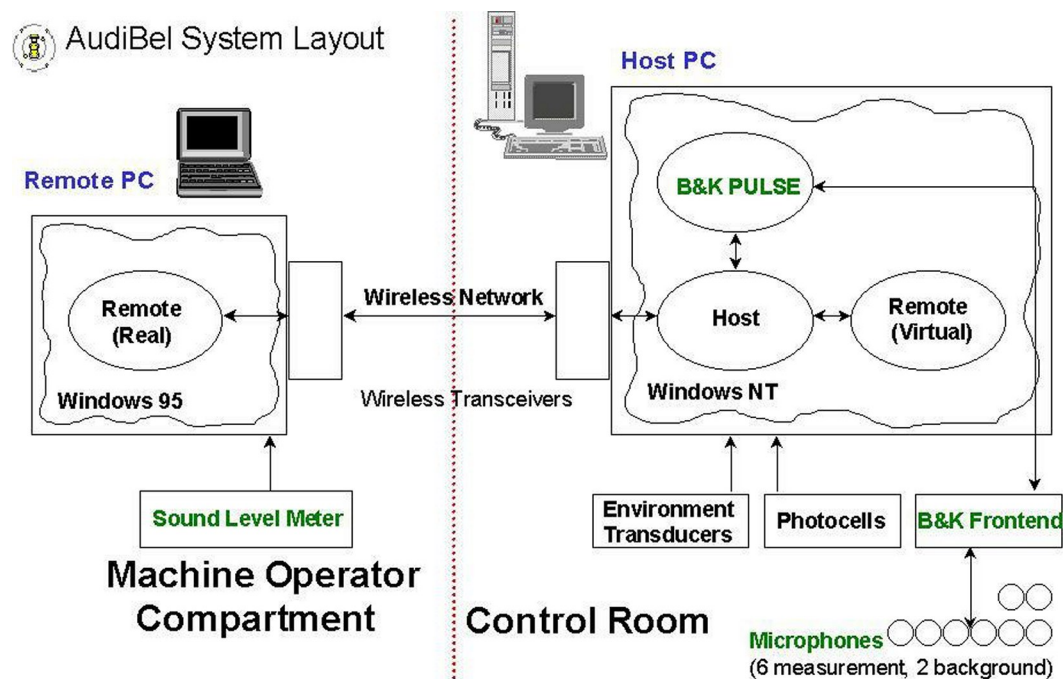 AudiBel System Layout
Host PC
Remote PC
B&K PULSE
Wireless Network
Remote
(Real)
Host
Remote
(Virtual)
Windows 95
Wireless Transceivers
Windows NT
Sound Level Meter
Environment
Transducers
Photocells
B&K Frontend
Machine Operator
Compartment
Control Room
Microphones
(6 measurement, 2 background)